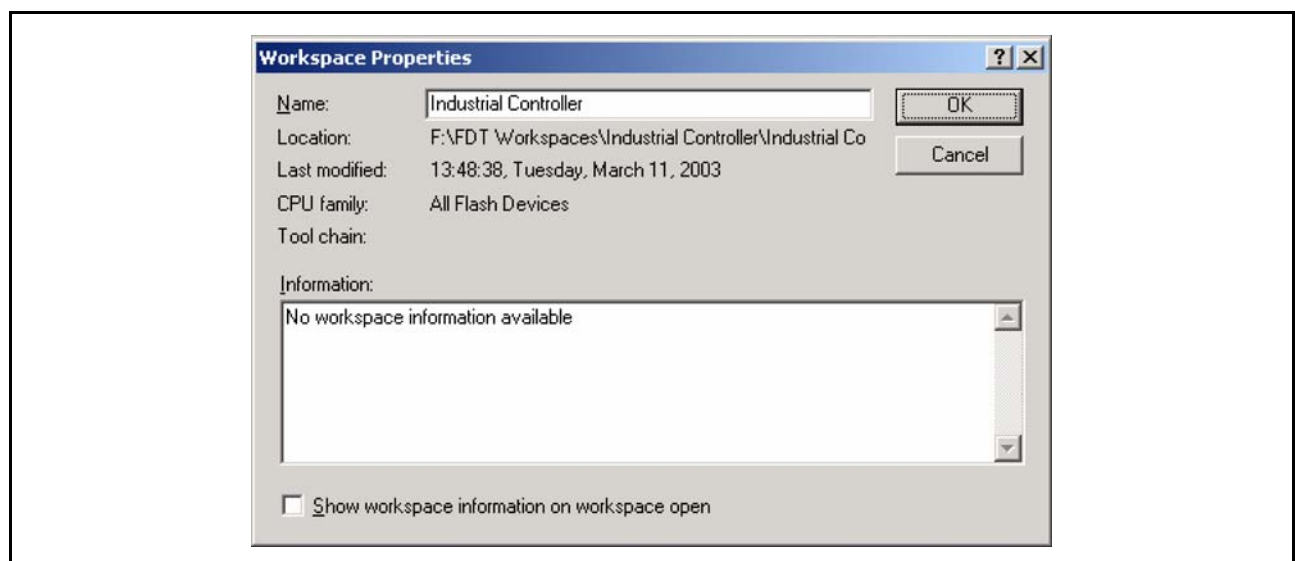 Workspace Properties
Name: Industrial Controller OK
Location: F:\FDT Workspaces\Industrial Controller\Industrial Co
Cancel
Last modified: 13:48:38, Tuesday, March 11, 2003
CPU family: All Flash Devices
Tool chain:
Information:
No workspace information available
Show workspace information on workspace open